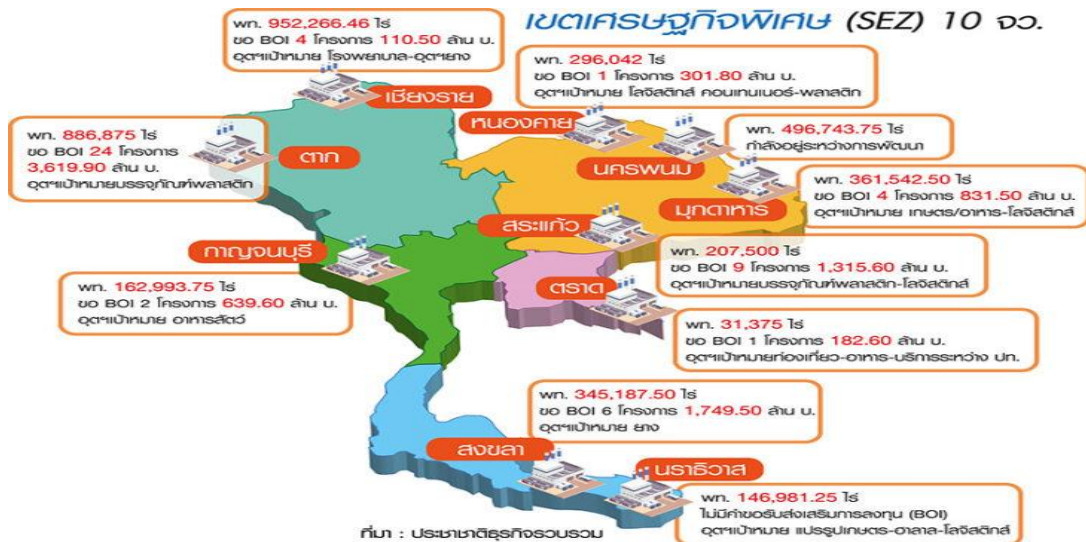 เขตเศรษฐกิจพิเศษ (SEZ) 10 จว.
พท. 952,266.46 ไร่
ขอ BOI 4 โครงการ 110.50 ล้าน บ.
อุตฯเป้าหมาย โรงพยาบาล-อุตฯยาง
เชียงราย
พท. 296,042 ไร่
ขอ BOI 1 โครงการ 301.80 ล้าน บ.
อุตฯเป้าหมาย โลจิสติกส์ คอนเทนเนอร์-พลาสติก
หนองคาย
พท. 886,875 ไร่
ขอ BOI 24 โครงการ
3,619.90 ล้าน บ.
อุตฯเป้าหมายบรรจุภัณฑ์พลาสติก
ตาก
พท. 496,743.75 ไร่
กำลังอยู่ระหว่างการพัฒนา
นครพนม
พท. 361,542.50 ไร่
ขอ BOI 4 โครงการ 831.50 ล้าน บ.
อุตฯเป้าหมาย เกษตร/อาหาร-โลจิสติกส์
มุกดาหาร
สระแก้ว
พท. 207,500 ไร่
ขอ BOI 9 โครงการ 1,315.60 ล้าน บ.
อุตฯเป้าหมายบรรจุภัณฑ์พลาสติก-โลจิสติกส์
กาญจนบุรี
พท. 162,993.75 ไร่
ขอ BOI 2 โครงการ 639.60 ล้าน บ.
อุตฯเป้าหมาย อาหารสัตว์
ตราด
พท. 31,375 ไร่
ขอ BOI 1 โครงการ 182.60 ล้าน บ.
อุตฯเป้าหมายท่องเที่ยว-อาหาร-บริการระหว่าง ปท.
พท. 345,187.50 ไร่
ขอ BOI 6 โครงการ 1,749.50 ล้าน บ.
อุตฯเป้าหมาย ยาง
สงขลา
นราธิวาส
พท. 146,981.25 ไร่
ไม่มีคำขอรับส่งเสริมการลงทุน (BOI)
อุตฯเป้าหมาย แปรรูปเกษตร-ฮาลาล-โลจิสติกส์
ที่มา : ประชาชาติธุรกิจรวบรวม